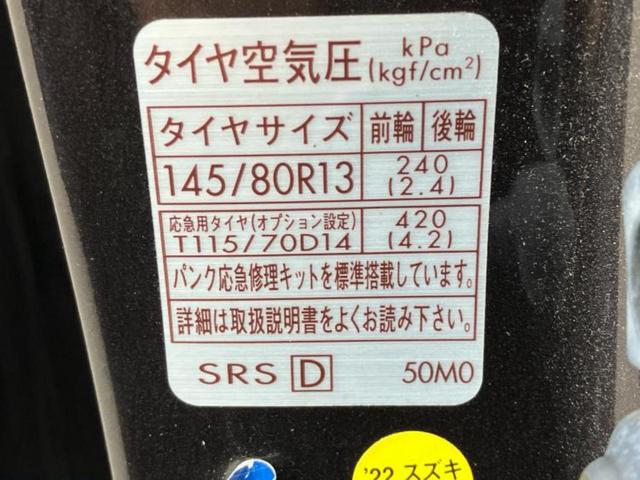 タイヤ空気圧 kPa (kgf/cm²)
タイヤサイズ 前輪 後輪
145/80R13 240 (2.4)
応急用タイヤ(オプション設定)
T115/70D14 420 (4.2)
パンク応急修理キットを標準搭載しています。
詳細は取扱説明書をよくお読み下さい。
SRS D 50M0
'22 スズキ